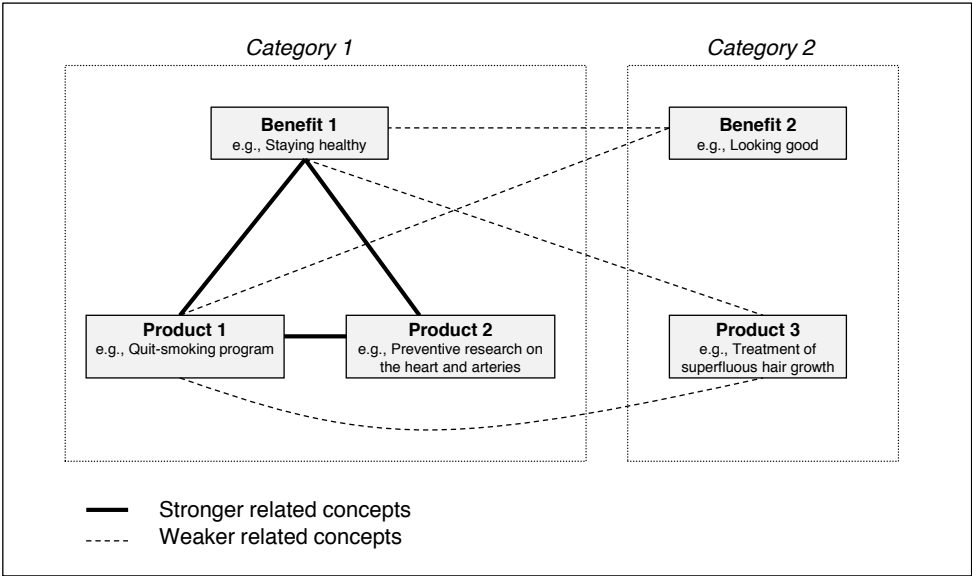 Category 1
Category 2
Benefit 1
e.g., Staying healthy
Benefit 2
e.g., Looking good
Product 1
e.g., Quit-smoking program
Product 2
e.g., Preventive research on
the heart and arteries
Product 3
e.g., Treatment of
superfluous hair growth
Stronger related concepts
Weaker related concepts